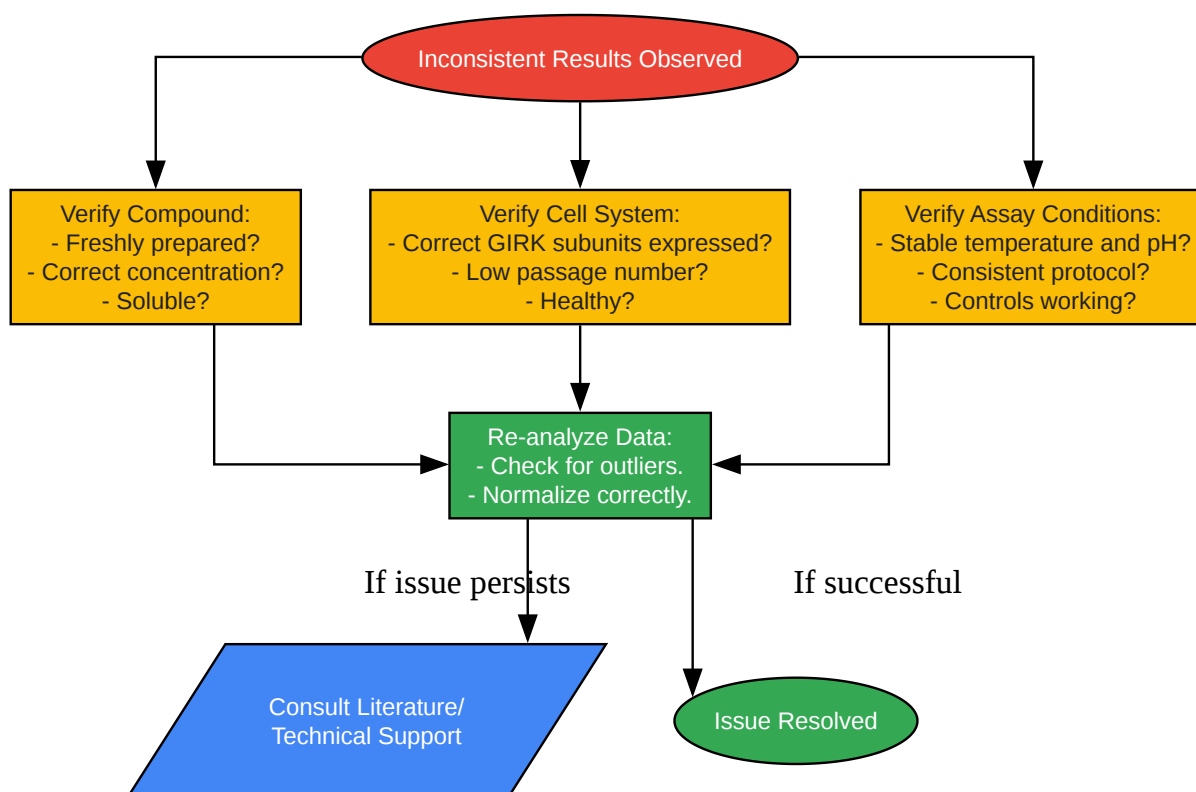 Inconsistent Results Observed
Verify Compound:
- Freshly prepared?
- Correct concentration?
- Soluble?
Verify Cell System:
- Correct GIRK subunits expressed?
- Low passage number?
- Healthy?
Verify Assay Conditions:
- Stable temperature and pH?
- Consistent protocol?
- Controls working?
Re-analyze Data:
- Check for outliers.
- Normalize correctly.
If issue persists
If successful
Consult Literature/
Technical Support
Issue Resolved